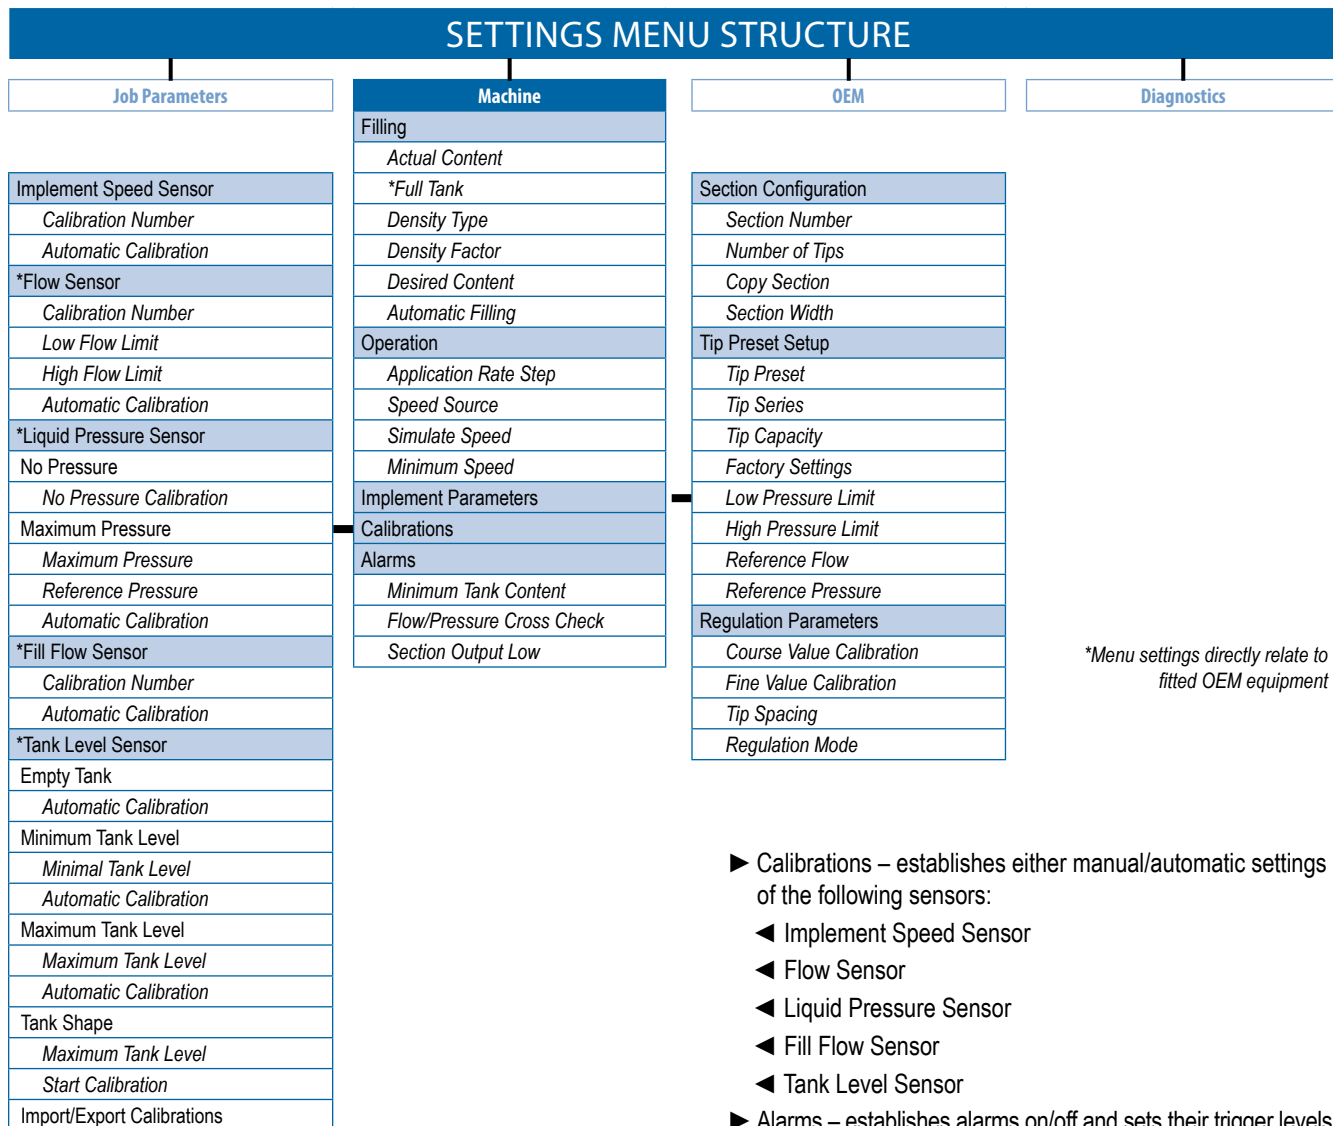 SETTINGS MENU STRUCTURE
Job Parameters
Machine
OEM
Diagnostics
Implement Speed Sensor
Calibration Number
Automatic Calibration
*Flow Sensor
Calibration Number
Low Flow Limit
High Flow Limit
Automatic Calibration
*Liquid Pressure Sensor
No Pressure
No Pressure Calibration
Maximum Pressure
Maximum Pressure
Reference Pressure
Automatic Calibration
*Fill Flow Sensor
Calibration Number
Automatic Calibration
*Tank Level Sensor
Empty Tank
Automatic Calibration
Minimum Tank Level
Minimal Tank Level
Automatic Calibration
Maximum Tank Level
Maximum Tank Level
Automatic Calibration
Tank Shape
Maximum Tank Level
Start Calibration
Import/Export Calibrations
Filling
Actual Content
*Full Tank
Density Type
Density Factor
Desired Content
Automatic Filling
Operation
Application Rate Step
Speed Source
Simulate Speed
Minimum Speed
Implement Parameters
Calibrations
Alarms
Minimum Tank Content
Flow/Pressure Cross Check
Section Output Low
Section Configuration
Section Number
Number of Tips
Copy Section
Section Width
Tip Preset Setup
Tip Preset
Tip Series
Tip Capacity
Factory Settings
Low Pressure Limit
High Pressure Limit
Reference Flow
Reference Pressure
Regulation Parameters
Course Value Calibration
Fine Value Calibration
Tip Spacing
Regulation Mode
*Menu settings directly relate to
fitted OEM equipment
►Calibrations – establishes either manual/automatic settings
of the following sensors:
◄Implement Speed Sensor
◄Flow Sensor
◄Liquid Pressure Sensor
◄Fill Flow Sensor
◄Tank Level Sensor
►Alarms – establishes alarms on/off and sets their trigger levels